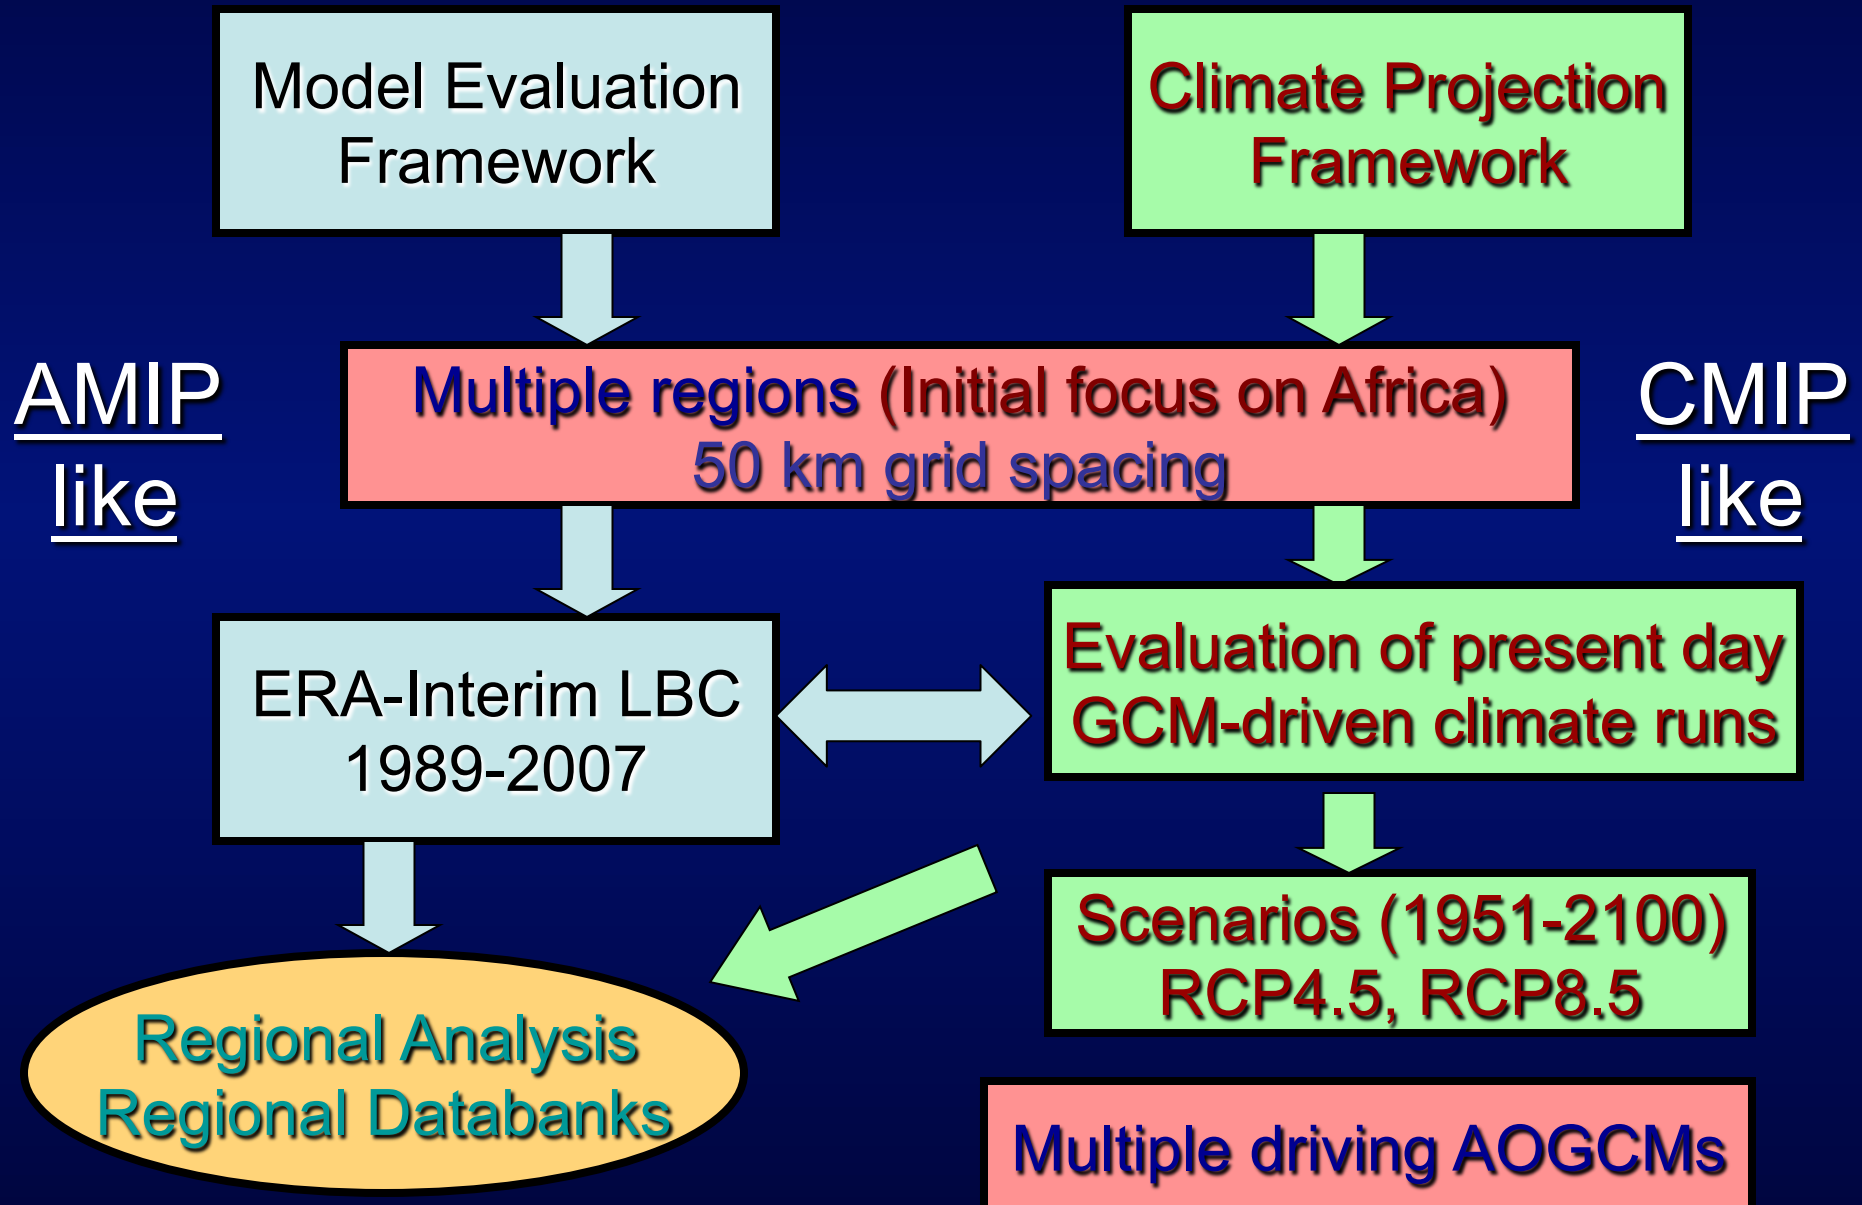 Model Evaluation
Framework
Climate Projection
Framework
AMIP
like
Multiple regions (Initial focus on Africa)
50 km grid spacing
CMIP
like
ERA-Interim LBC
1989-2007
Evaluation of present day
GCM-driven climate runs
Scenarios (1951-2100)
RCP4.5, RCP8.5
Regional Analysis
Regional Databanks
Multiple driving AOGCMs